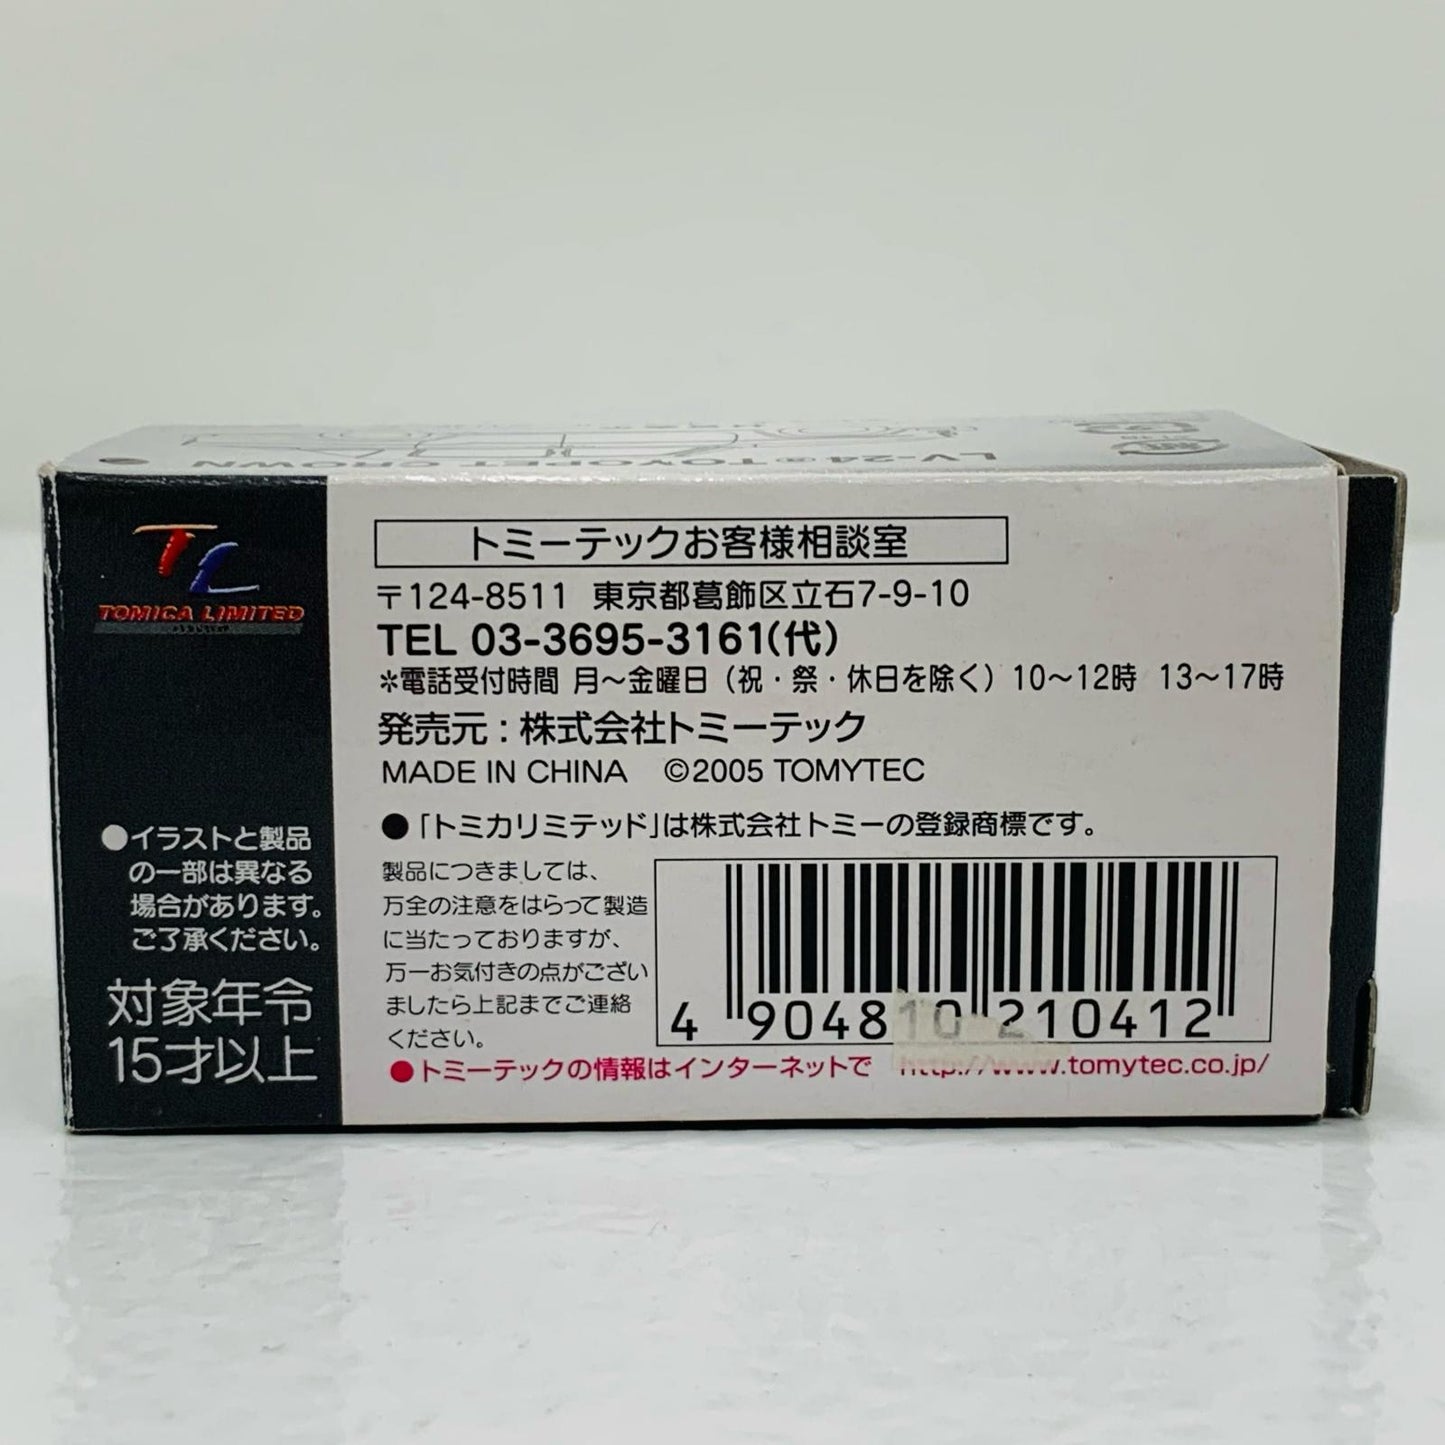 LV-24 TOYOPET CROWN
TL
TOMICA LIMITED
トミーテックお客様相談室
〒124-8511 東京都葛飾区立石7-9-10
TEL 03-3695-3161(代)
*電話受付時間 月〜金曜日（祝・祭・休日を除く）10〜12時 13〜17時
発売元：株式会社トミーテック
MADE IN CHINA ©2005 TOMYTEC
●「トミカリミテッド」は株式会社トミーの登録商標です。
●イラストと製品
の一部は異なる
場合があります。
ご了承ください。
対象年令
15才以上
製品につきましては、
万全の注意をはらって製造
に当たっておりますが、
万一お気付きの点がござい
ましたら上記までご連絡
ください。
4 904810 210412
●トミーテックの情報はインターネットで http://www.tomytec.co.jp/